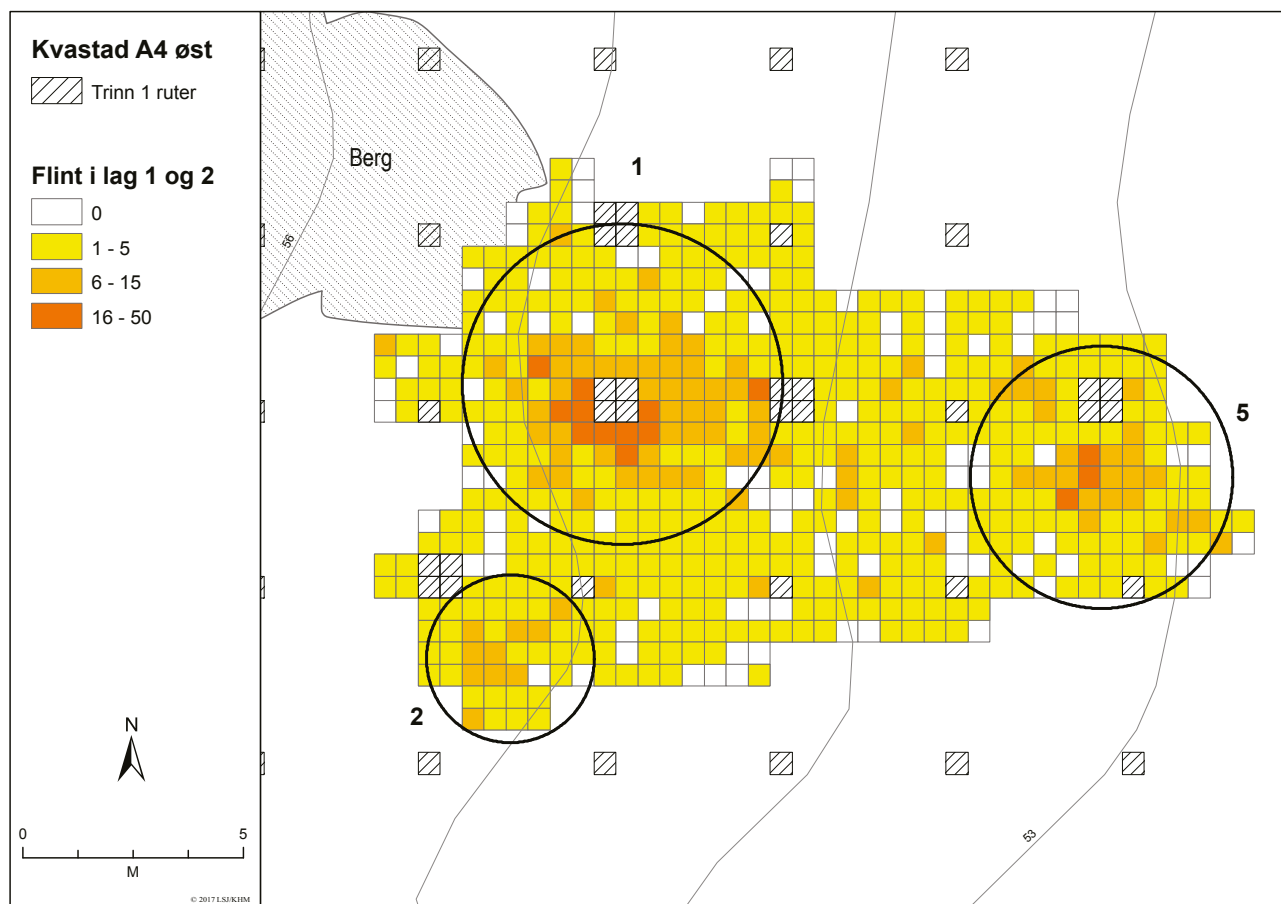 Kvastad A4 øst
Trinn 1 ruter
Flint i lag 1 og 2
0
1 - 5
6 - 15
16 - 50
N
0 5
M
© 2017 LSJ/KHM
Berg
56
1
5
2
53